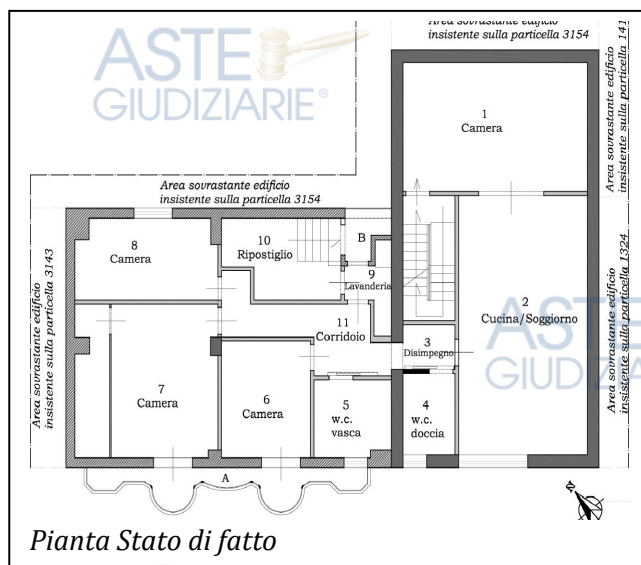 ASTE
GIUDIZIARIE®
Area sovrastante edificio
insistente sulla particella 3154
Area sovrastante edificio
insistente sulla particella 141
1
Camera
Area sovrastante edificio
insistente sulla particella 3154
8
Camera
10
Ripostiglio
B
9
Lavanderia
Area sovrastante edificio
insistente sulla particella 3143
11
Corridoio
2
Cucina/Soggiorno
Area sovrastante edificio
insistente sulla particella 1324
3
Disimpegno
ASTE
GIUDIZ
7
Camera
6
Camera
5
w.c.
vasca
4
w.c.
doccia
A
Pianta Stato di fatto